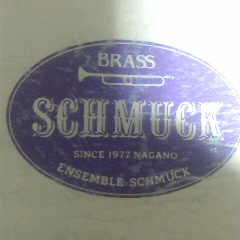 BRASS
SCHMUCK
SINCE 1977 NAGANO
ENSEMBLE SCHMUCK